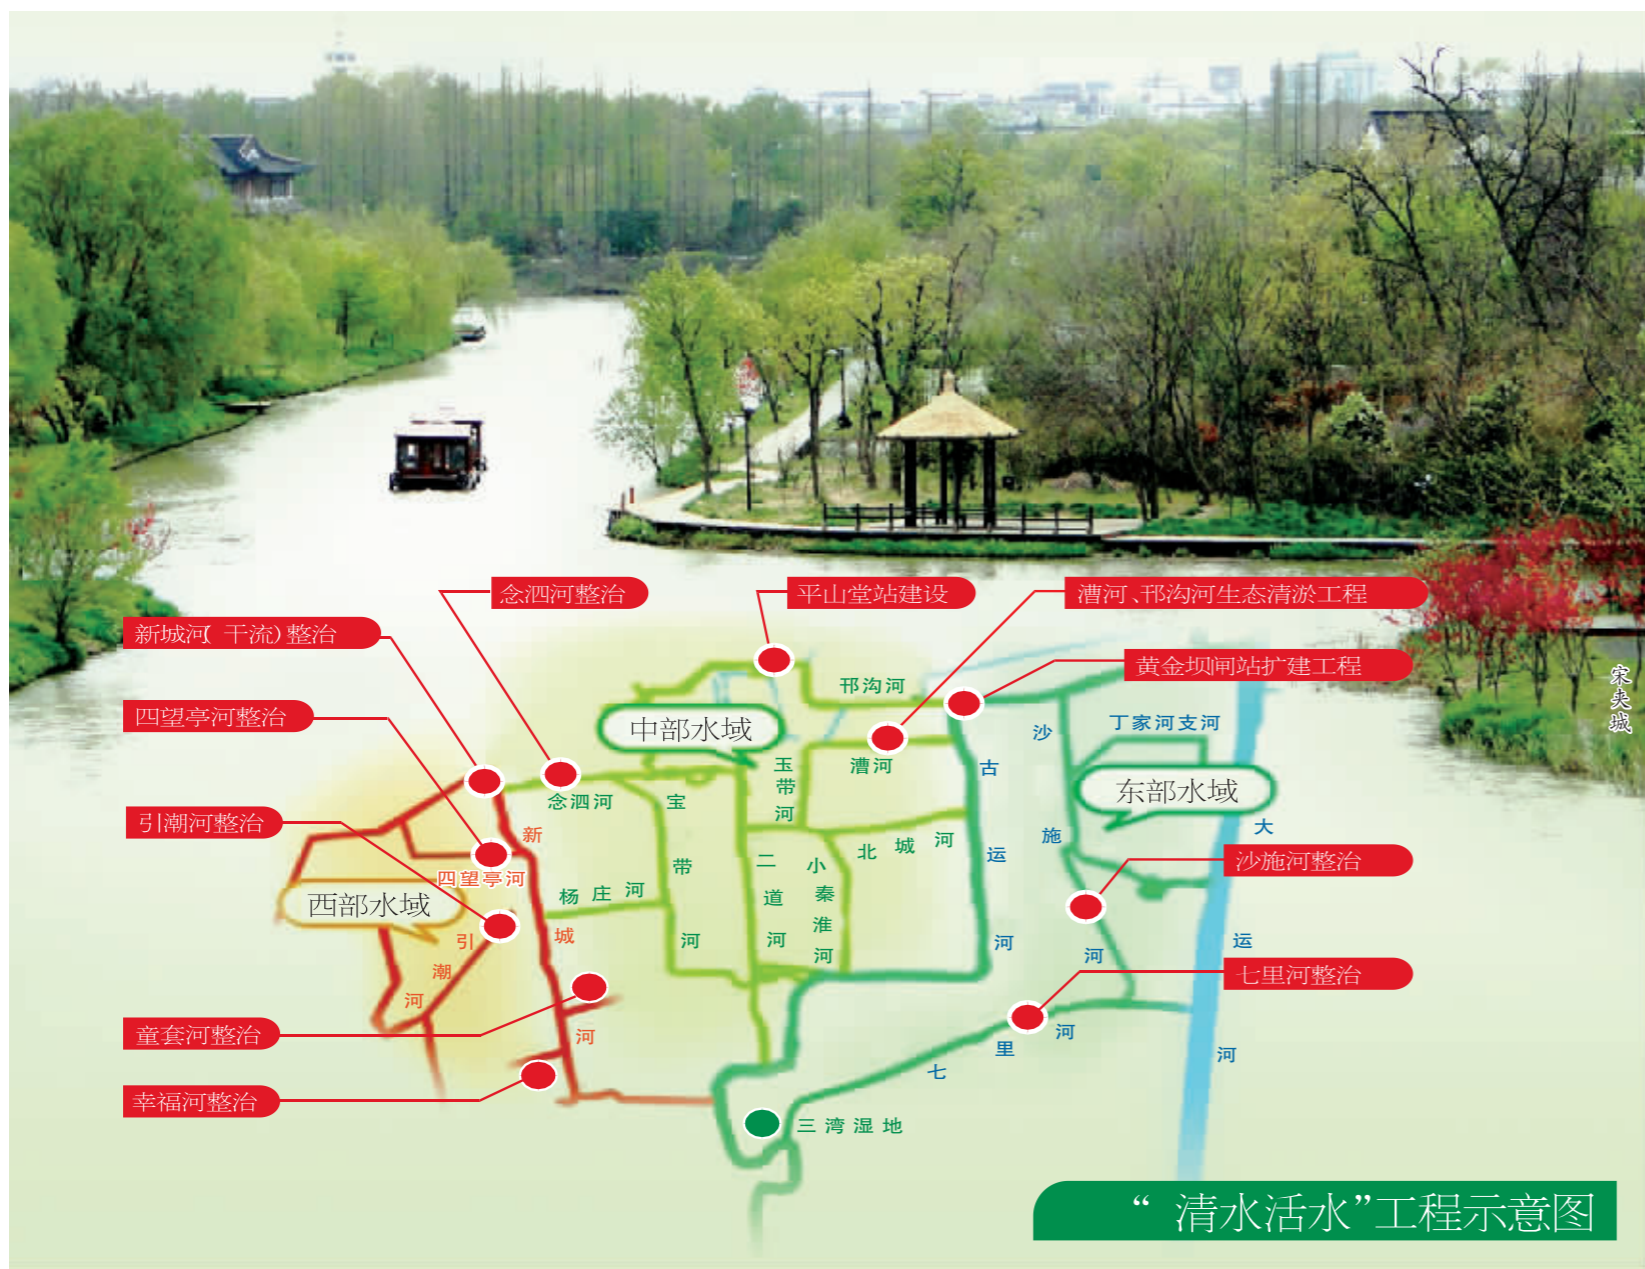 念泗河整治
平山堂站建设
漕河、邗沟河生态清淤工程
新城河(干流)整治
黄金坝闸站扩建工程
宋夹城
邗沟河
四望亭河整治
中部水域
沙施河
丁家河支河
玉带河
漕河
古运河
念泗河
宝带河
东部水域
引潮河整治
新城河
大运河
二道河
小秦淮河
北城河
沙施河整治
四望亭河
杨庄河
西部水域
引潮河
七里河整治
童套河整治
七里河
幸福河整治
三湾湿地
“清水活水”工程示意图